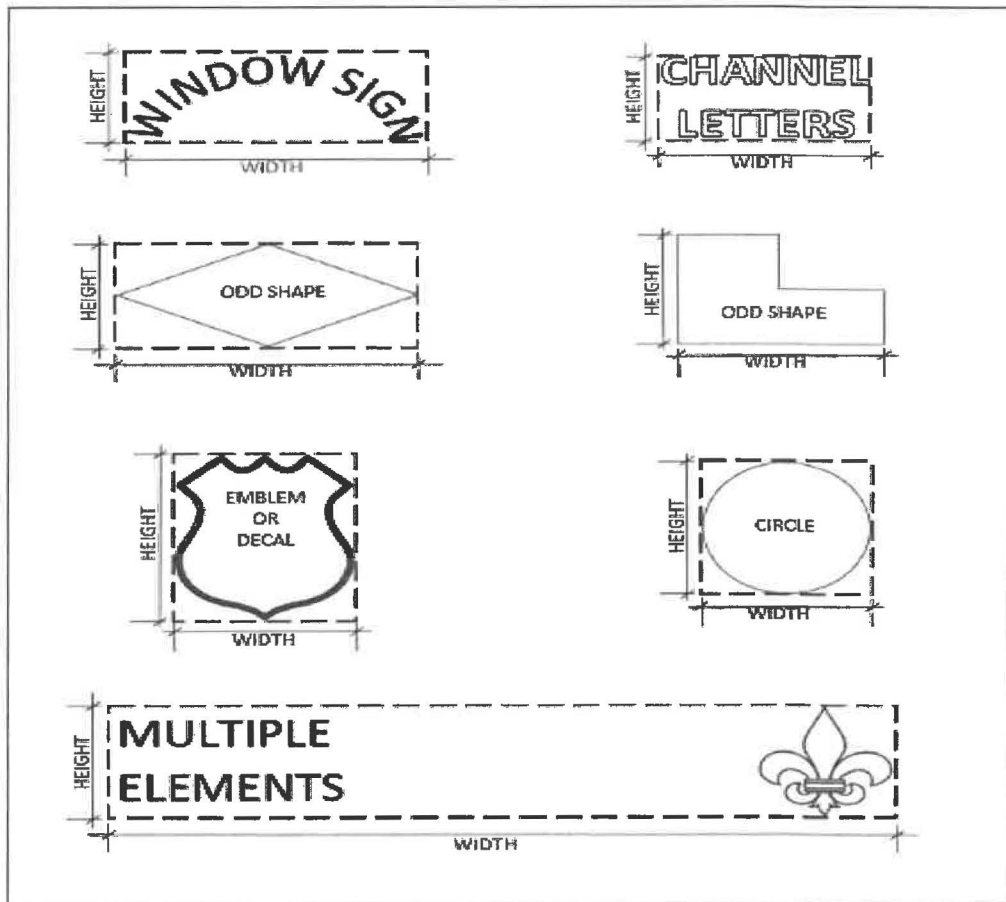 HEIGHT
WINDOW SIGN
WIDTH
HEIGHT
CHANNEL
LETTERS
WIDTH
HEIGHT
ODD SHAPE
WIDTH
HEIGHT
ODD SHAPE
WIDTH
HEIGHT
EMBLEM
OR
DECAL
WIDTH
HEIGHT
CIRCLE
WIDTH
HEIGHT
MULTIPLE
ELEMENTS
WIDTH